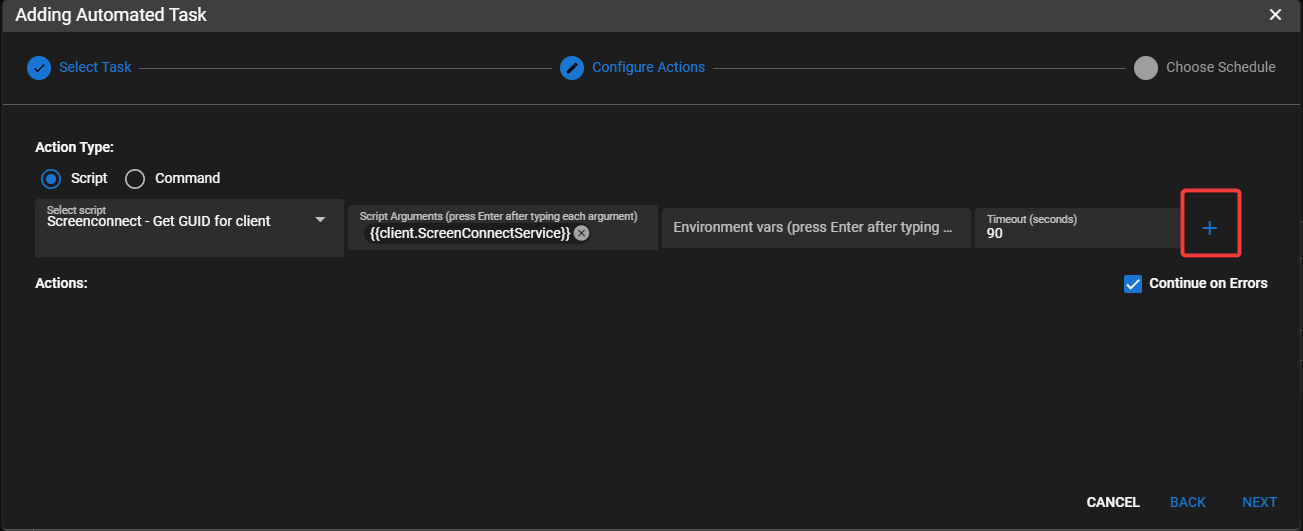 Adding Automated Task
Select Task
Configure Actions
Choose Schedule
Action Type:
Script
Command
Select script
Screenconnect - Get GUID for client
Script Arguments (press Enter after typing each argument)
{{client.ScreenConnectService}}
Environment vars (press Enter after typing ...
Timeout (seconds)
90
Actions:
Continue on Errors
CANCEL
BACK
NEXT